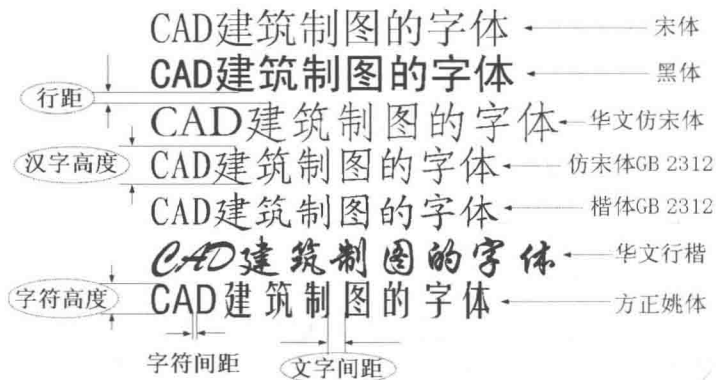 CAD建筑制图的字体 宋体
CAD建筑制图的字体 黑体
行距
CAD建筑制图的字体 华文仿宋体
汉字高度 CAD建筑制图的字体 仿宋体GB 2312
CAD建筑制图的字体 楷体GB 2312
CAD建筑制图的字体 华文行楷
字符高度 CAD建筑制图的字体 方正姚体
字符间距 文字间距